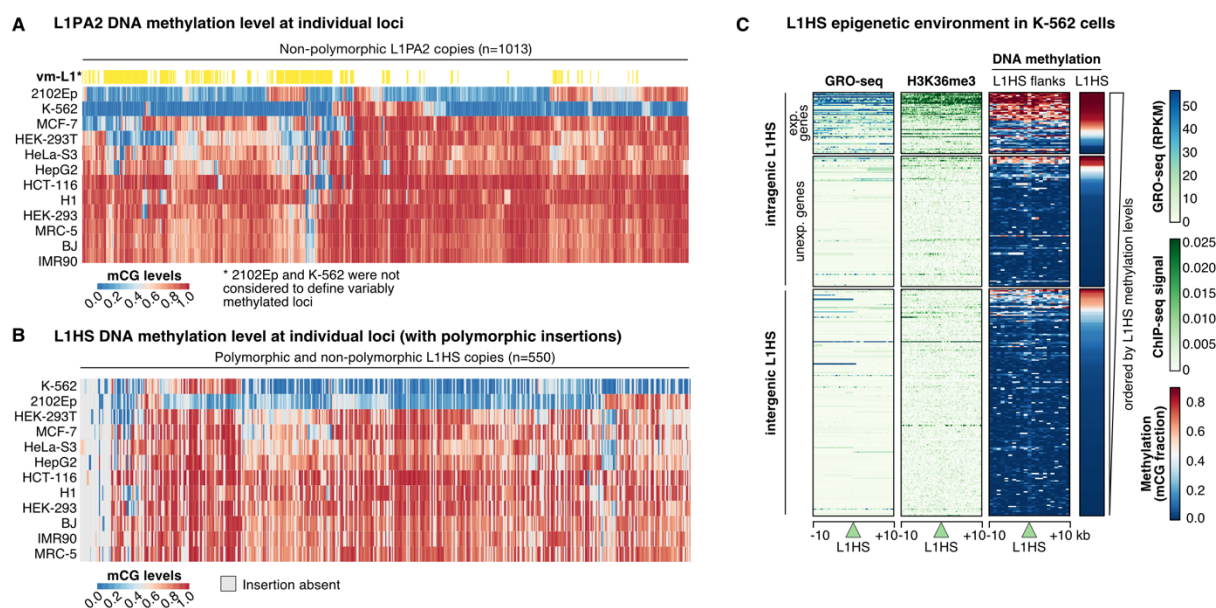 A L1PA2 DNA methylation level at individual loci
Non-polymorphic L1PA2 copies (n=1013)
vm-L1*
2102Ep
K-562
MCF-7
HEK-293T
HeLa-S3
HepG2
HCT-116
H1
HEK-293
MRC-5
BJ
IMR90
mCG levels
0.0 0.2 0.4 0.6 0.8 1.0
* 2102Ep and K-562 were not
considered to define variably
methylated loci
B L1HS DNA methylation level at individual loci (with polymorphic insertions)
Polymorphic and non-polymorphic L1HS copies (n=550)
K-562
2102Ep
HEK-293T
MCF-7
HeLa-S3
HepG2
HCT-116
H1
HEK-293
BJ
IMR90
MRC-5
mCG levels
0.0 0.2 0.4 0.6 0.8 1.0
Insertion absent
C L1HS epigenetic environment in K-562 cells
DNA methylation
GRO-seq H3K36me3 L1HS flanks L1HS
intragenic L1HS
exp. genes
unexp. genes
intergenic L1HS
-10 +10 -10 +10 -10 +10 kb
L1HS L1HS L1HS
ordered by L1HS methylation levels
GRO-seq (RPKM)
50
40
30
20
10
0
ChIP-seq signal
0.025
0.020
0.015
0.010
0.005
0
Methylation
(mCG fraction)
0.8
0.6
0.4
0.2
0.0